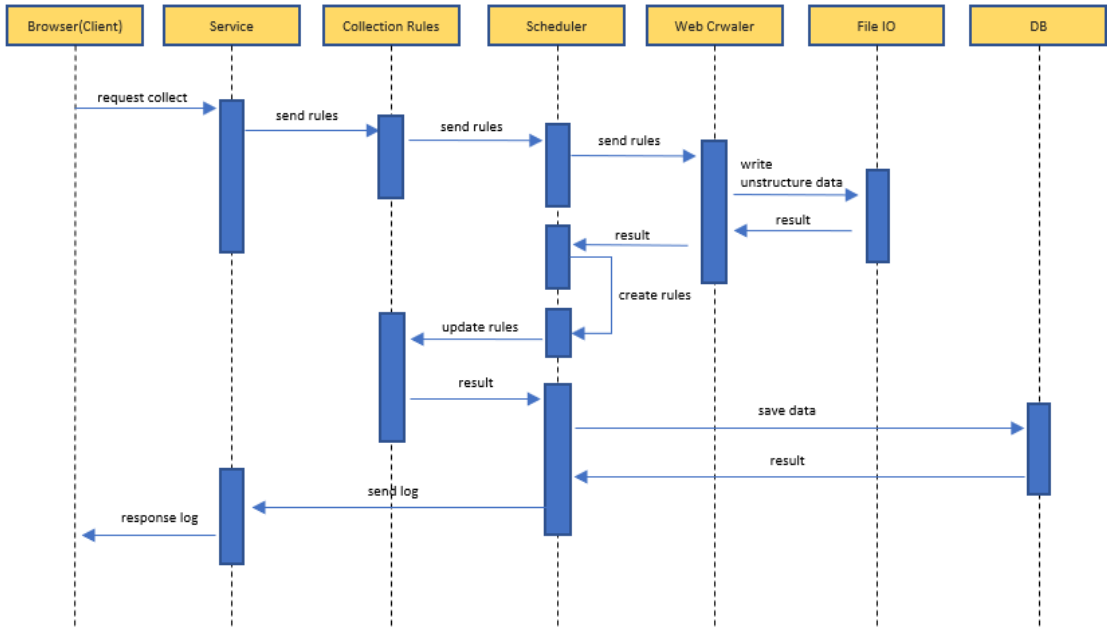 Browser(Client)
Service
Collection Rules
Scheduler
Web Crwaler
File IO
DB
request collect
send rules
send rules
send rules
write
unstructure data
result
result
create rules
update rules
result
save data
result
send log
response log